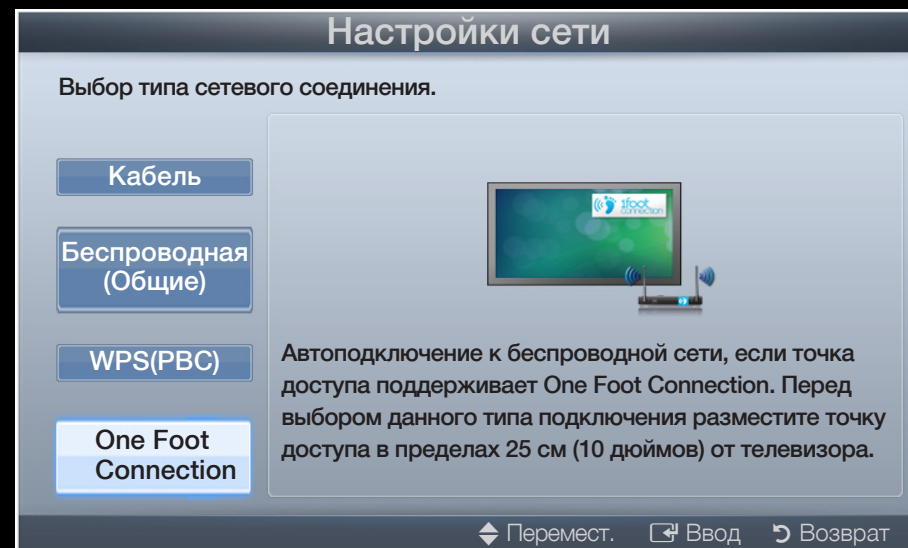 Настройки сети
Выбор типа сетевого соединения.
Кабель
Беспроводная
(Общие)
WPS(PBC)
One Foot
Connection
1foot
connection
Автоподключение к беспроводной сети, если точка
доступа поддерживает One Foot Connection. Перед
выбором данного типа подключения разместите точку
доступа в пределах 25 см (10 дюймов) от телевизора.
Перемест. Ввод Возврат